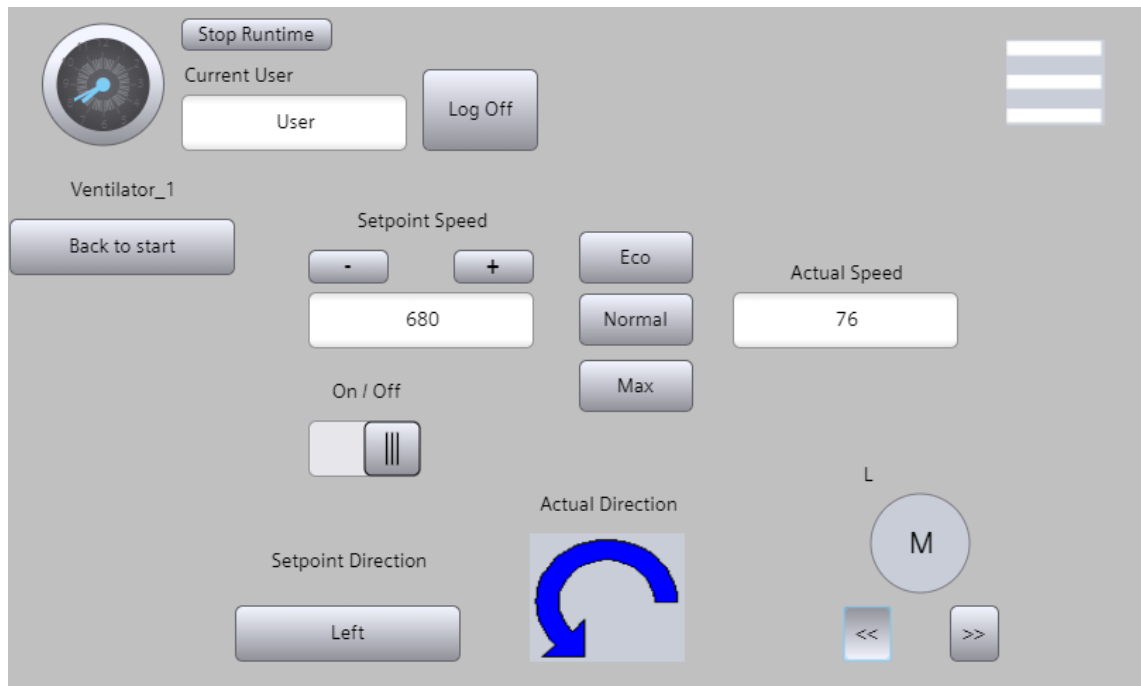 Stop Runtime
Current User
User
Log Off
Ventilator_1
Back to start
Setpoint Speed
-
+
680
Eco
Normal
Max
Actual Speed
76
On / Off
Setpoint Direction
Left
Actual Direction
L
M
<<
>>